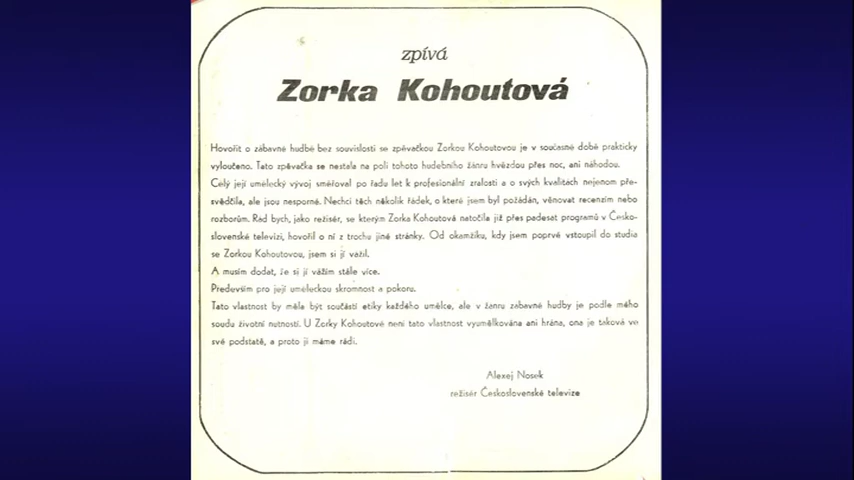 zpívá
Zorka Kohoutová
Hovořit o zábavné hudbě bez souvislosti se zpěvačkou Zorkou Kohoutovou je v současné době prakticky
vyloučeno. Tato zpěvačka se nestala na poli tohoto hudebního žánru hvězdou přes noc, ani náhodou.
Celý její umělecký vývoj směřoval po řadu let k profesionální zralosti a o svých kvalitách nejenom pře-
svědčila, ale jsou nesporné. Nechci těch několik řádek, o které jsem byl požádán, věnovat recenzím nebo
rozborům. Rád bych, jako režisér, se kterým Zorka Kohoutová natočila již přes padesát programů v Česko-
slovenské televizi, hovořil o ní z trochu jiné stránky. Od okamžiku, kdy jsem poprvé vstoupil do studia
se Zorkou Kohoutovou, jsem si jí vážil.
A musím dodat, že si jí vážím stále více.
Především pro její uměleckou skromnost a pokoru.
Tato vlastnost by měla být součástí etiky každého umělce, ale v žánru zábavné hudby je podle mého
soudu životní nutností. U Zorky Kohoutové není tato vlastnost vyumělkována ani hrána, ona je taková ve
své podstatě, a proto ji máme rádi.
Alexej Nosek
režisér Československé televize